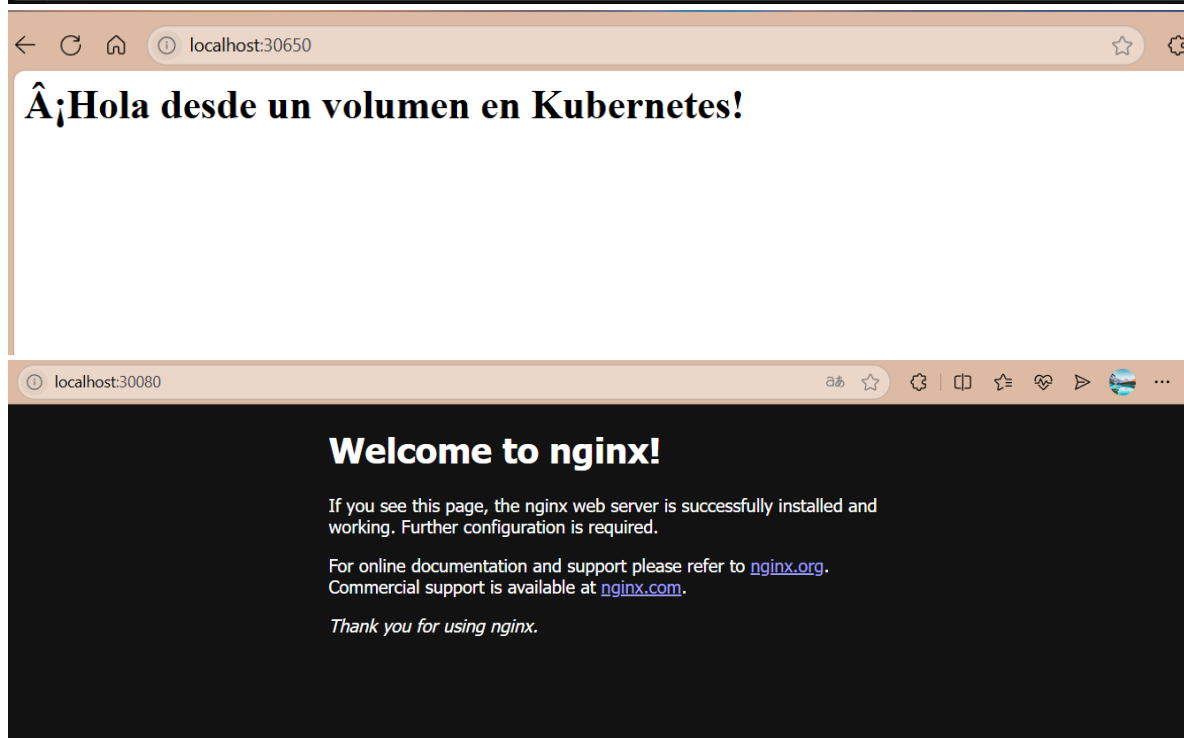 localhost:30650
Â¡Hola desde un volumen en Kubernetes!
localhost:30080
aあ
Welcome to nginx!
If you see this page, the nginx web server is successfully installed and
working. Further configuration is required.
For online documentation and support please refer to nginx.org.
Commercial support is available at nginx.com.
Thank you for using nginx.